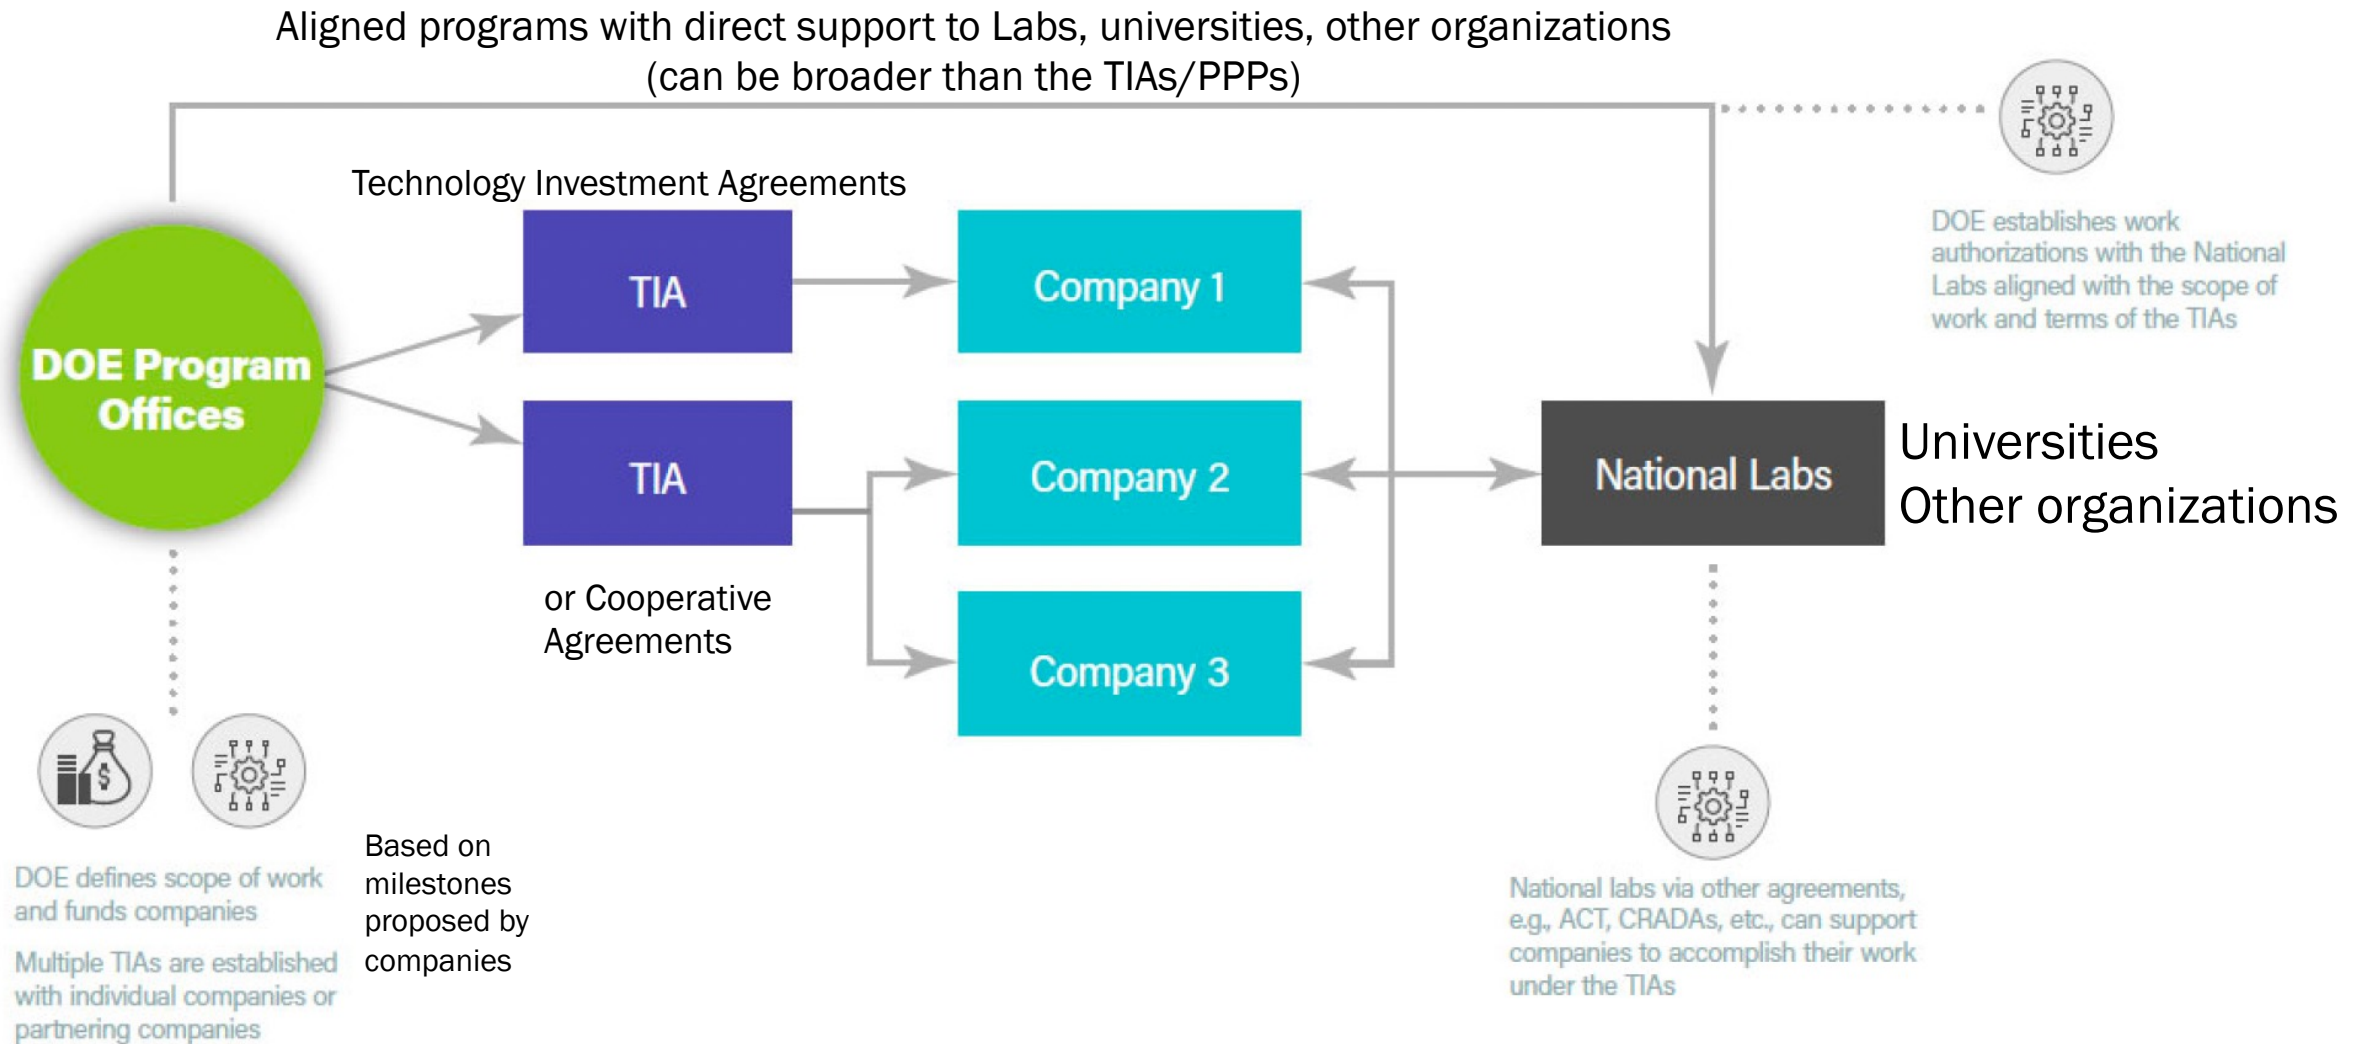 Aligned programs with direct support to Labs, universities, other organizations
(can be broader than the TIAs/PPPs)
Technology Investment Agreements
DOE Program
Offices
TIA
TIA
or Cooperative
Agreements
Company 1
Company 2
Company 3
National Labs
Universities
Other organizations
DOE establishes work
authorizations with the National
Labs aligned with the scope of
work and terms of the TIAs
$
DOE defines scope of work
and funds companies
Multiple TIAs are established
with individual companies or
partnering companies
Based on
milestones
proposed by
companies
National labs via other agreements,
e.g., ACT, CRADAs, etc., can support
companies to accomplish their work
under the TIAs